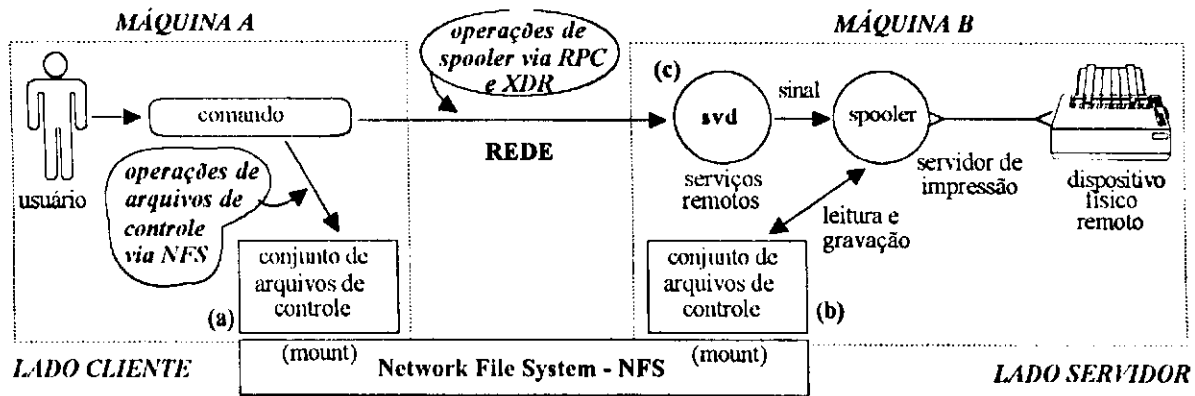 MÁQUINA A
MÁQUINA B
operações de
spooler via RPC
e XDR
(c)
sinal
comando
svd
spooler
REDE
usuário
operações de
arquivos de
controle
via NFS
serviços
remotos
servidor de
impressão
dispositivo
físico
remoto
leitura e
gravação
conjunto de
arquivos de
controle
(a)
conjunto de
arquivos de
controle
(b)
(mount)
(mount)
LADO CLIENTE
Network File System - NFS
LADO SERVIDOR